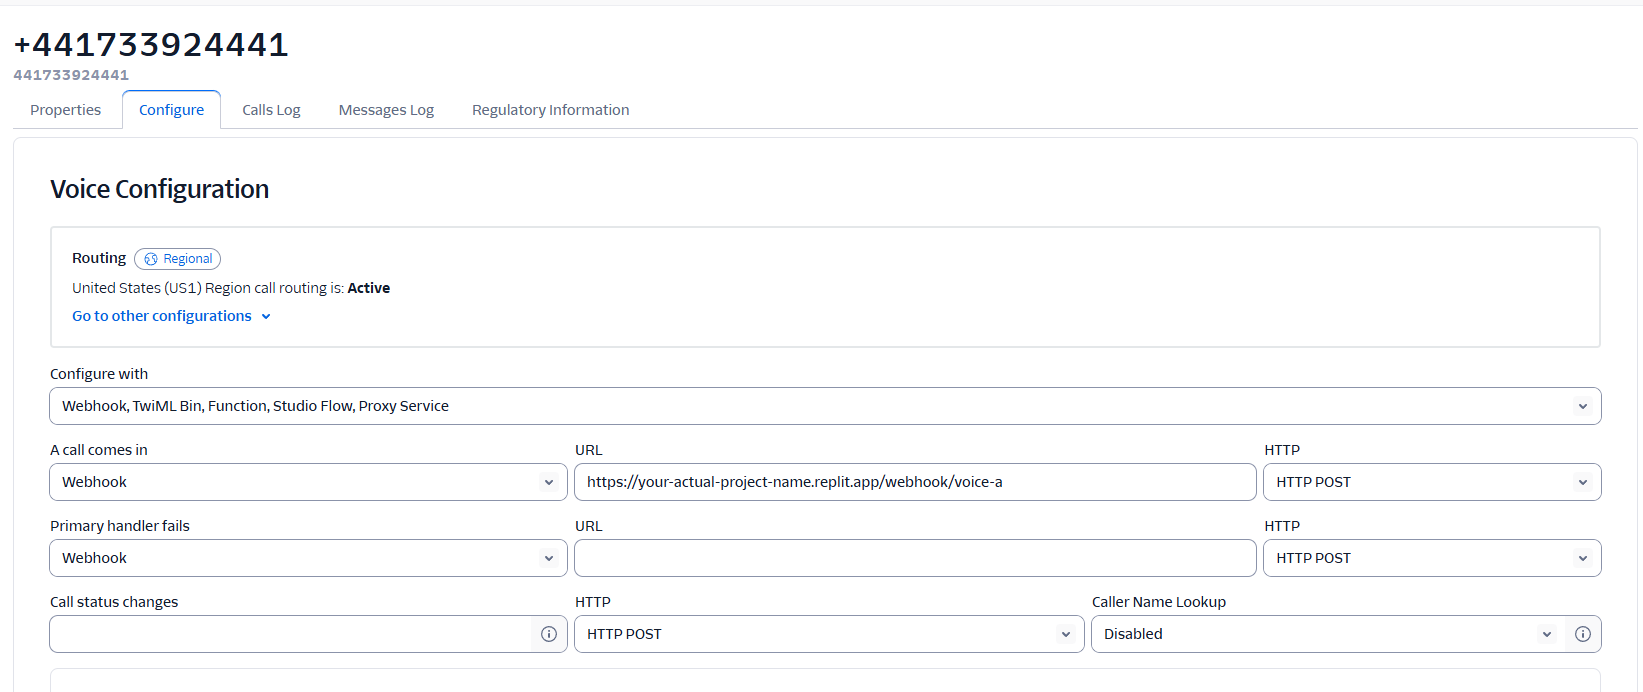 +441733924441
441733924441
Properties Configure Calls Log Messages Log Regulatory Information
Voice Configuration
Routing Regional
United States (US1) Region call routing is: Active
Go to other configurations
Configure with
Webhook, TwiML Bin, Function, Studio Flow, Proxy Service
A call comes in URL HTTP
Webhook https://your-actual-project-name.replit.app/webhook/voice-a HTTP POST
Primary handler fails URL HTTP
Webhook HTTP POST
Call status changes HTTP Caller Name Lookup
HTTP POST Disabled